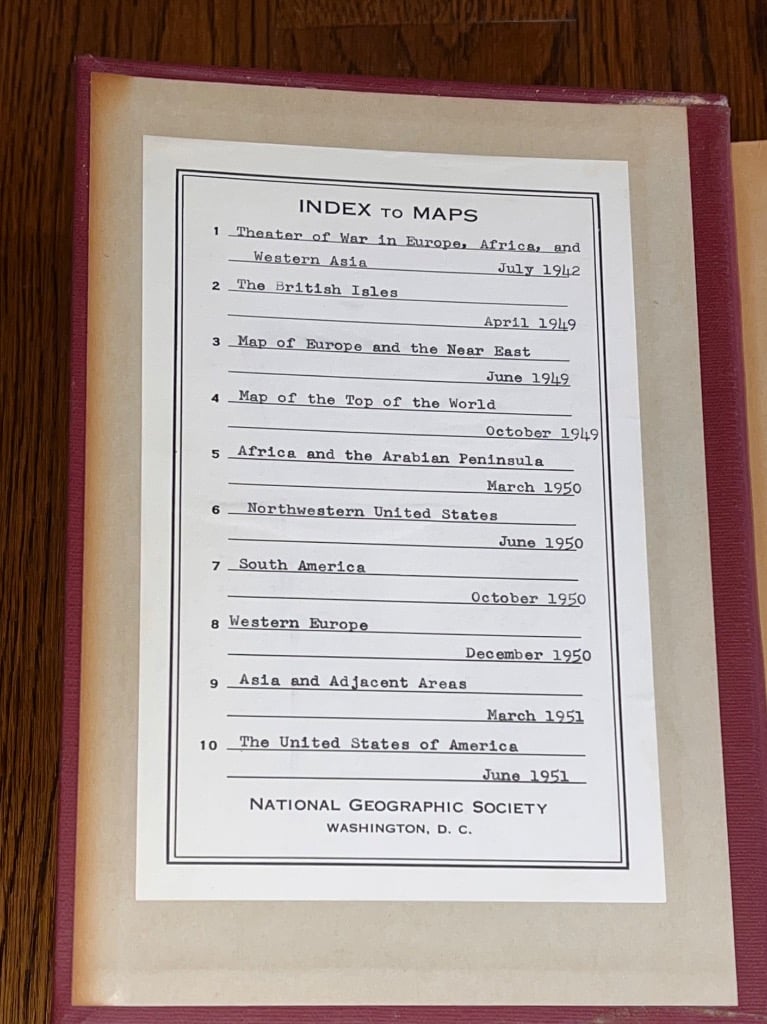 INDEX TO MAPS
1 Theater of War in Europe, Africa, and
Western Asia July 1942
2 The British Isles
April 1949
3 Map of Europe and the Near East
June 1949
4 Map of the Top of the World
October 1949
5 Africa and the Arabian Peninsula
March 1950
6 Northwestern United States
June 1950
7 South America
October 1950
8 Western Europe
December 1950
9 Asia and Adjacent Areas
March 1951
10 The United States of America
June 1951
NATIONAL GEOGRAPHIC SOCIETY
WASHINGTON, D. C.